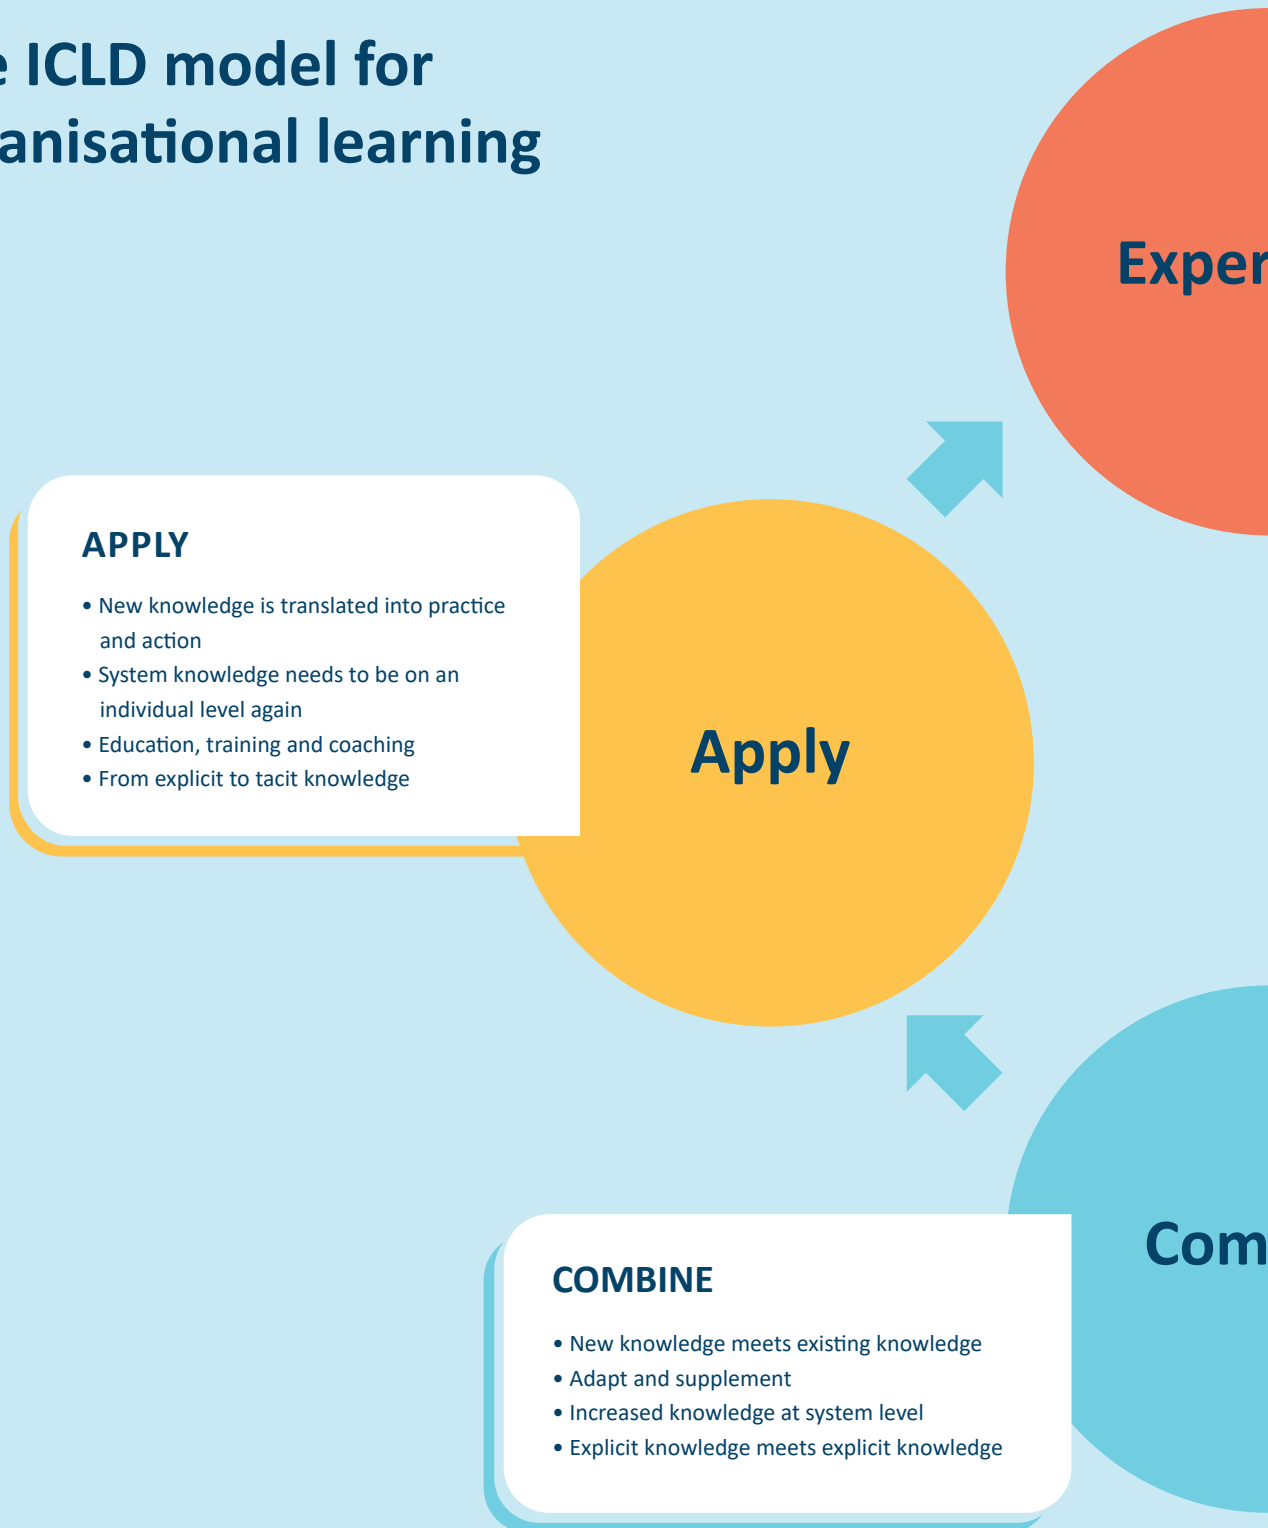 e ICLD model for
anisational learning
Exper
APPLY
• New knowledge is translated into practice
and action
• System knowledge needs to be on an
individual level again
• Education, training and coaching
• From explicit to tacit knowledge
Apply
Com
COMBINE
• New knowledge meets existing knowledge
• Adapt and supplement
• Increased knowledge at system level
• Explicit knowledge meets explicit knowledge